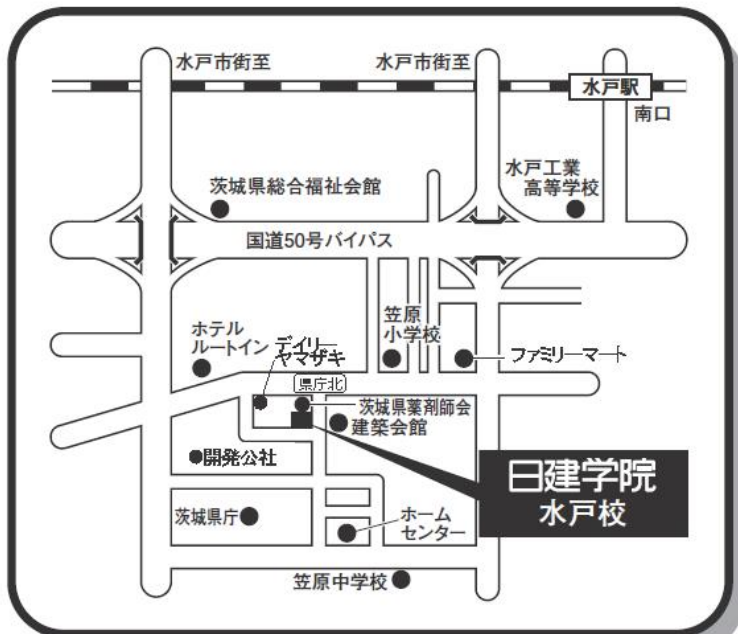 水戸市街至
水戸市街至
水戸駅
南口
茨城県総合福祉会館
水戸工業
高等学校
国道50号バイパス
ホテル
ルートイン
デイリー
ヤマザキ
笠原
小学校
ファミリーマート
県庁北
茨城県薬剤師会
建築会館
開発公社
日建学院
水戸校
茨城県庁
ホーム
センター
笠原中学校